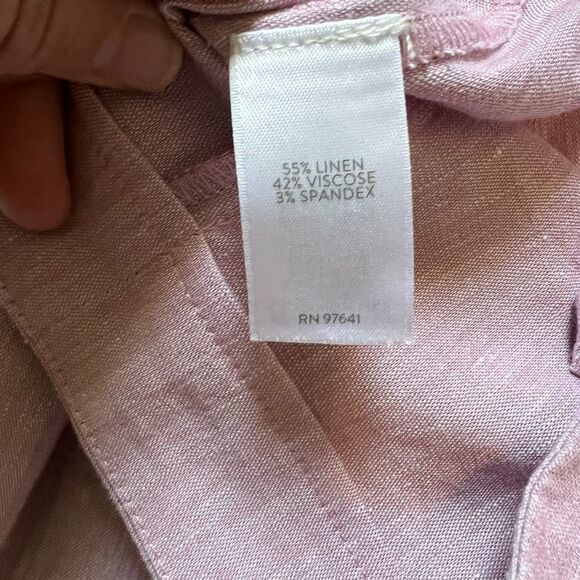 55% LINEN
42% VISCOSE
3% SPANDEX
RN 97641